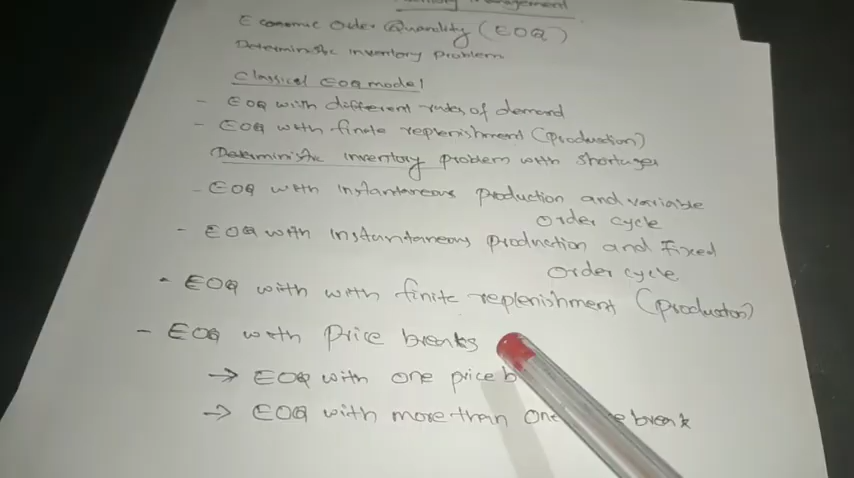 Management
Economic Order Quantity (EOQ)
Deterministic inventory problem
Classical EOQ model
- EOQ with different rates of demand
- EOQ with finite replenishment (production)
Deterministic inventory problem with shortages
- EOQ with instantaneous production and variable
order cycle
- EOQ with instantaneous production and fixed
order cycle
- EOQ with with finite replenishment (production)
- EOQ with price breaks
→ EOQ with one price b
→ EOQ with more than one break